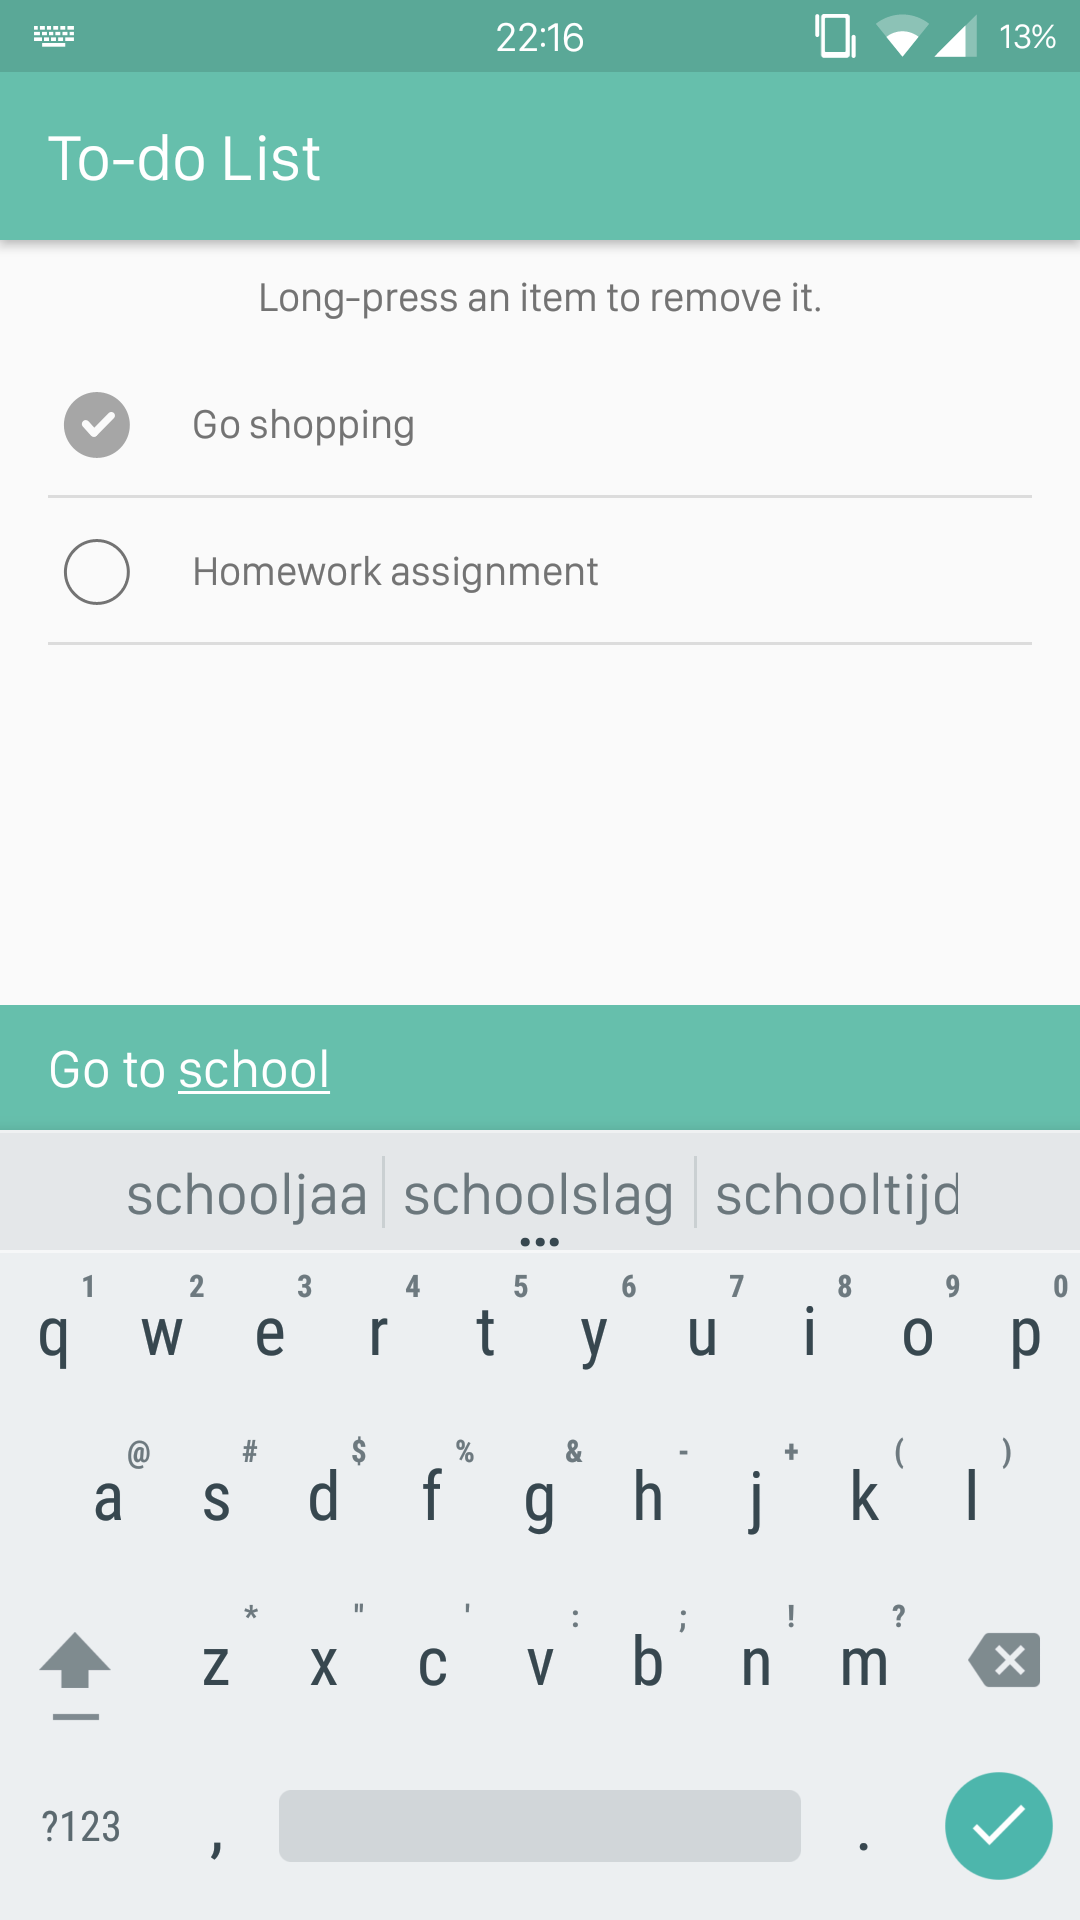 22:16 13%
To-do List
Long-press an item to remove it.
Go shopping
Homework assignment
Go to school
schooljaa schoolslag schooltijd
1 2 3 4 5 6 7 8 9 0
q w e r t y u i o p
@ # $ % & - + ( )
a s d f g h j k l
* " ' : ; ! ?
z x c v b n m
?123 , .